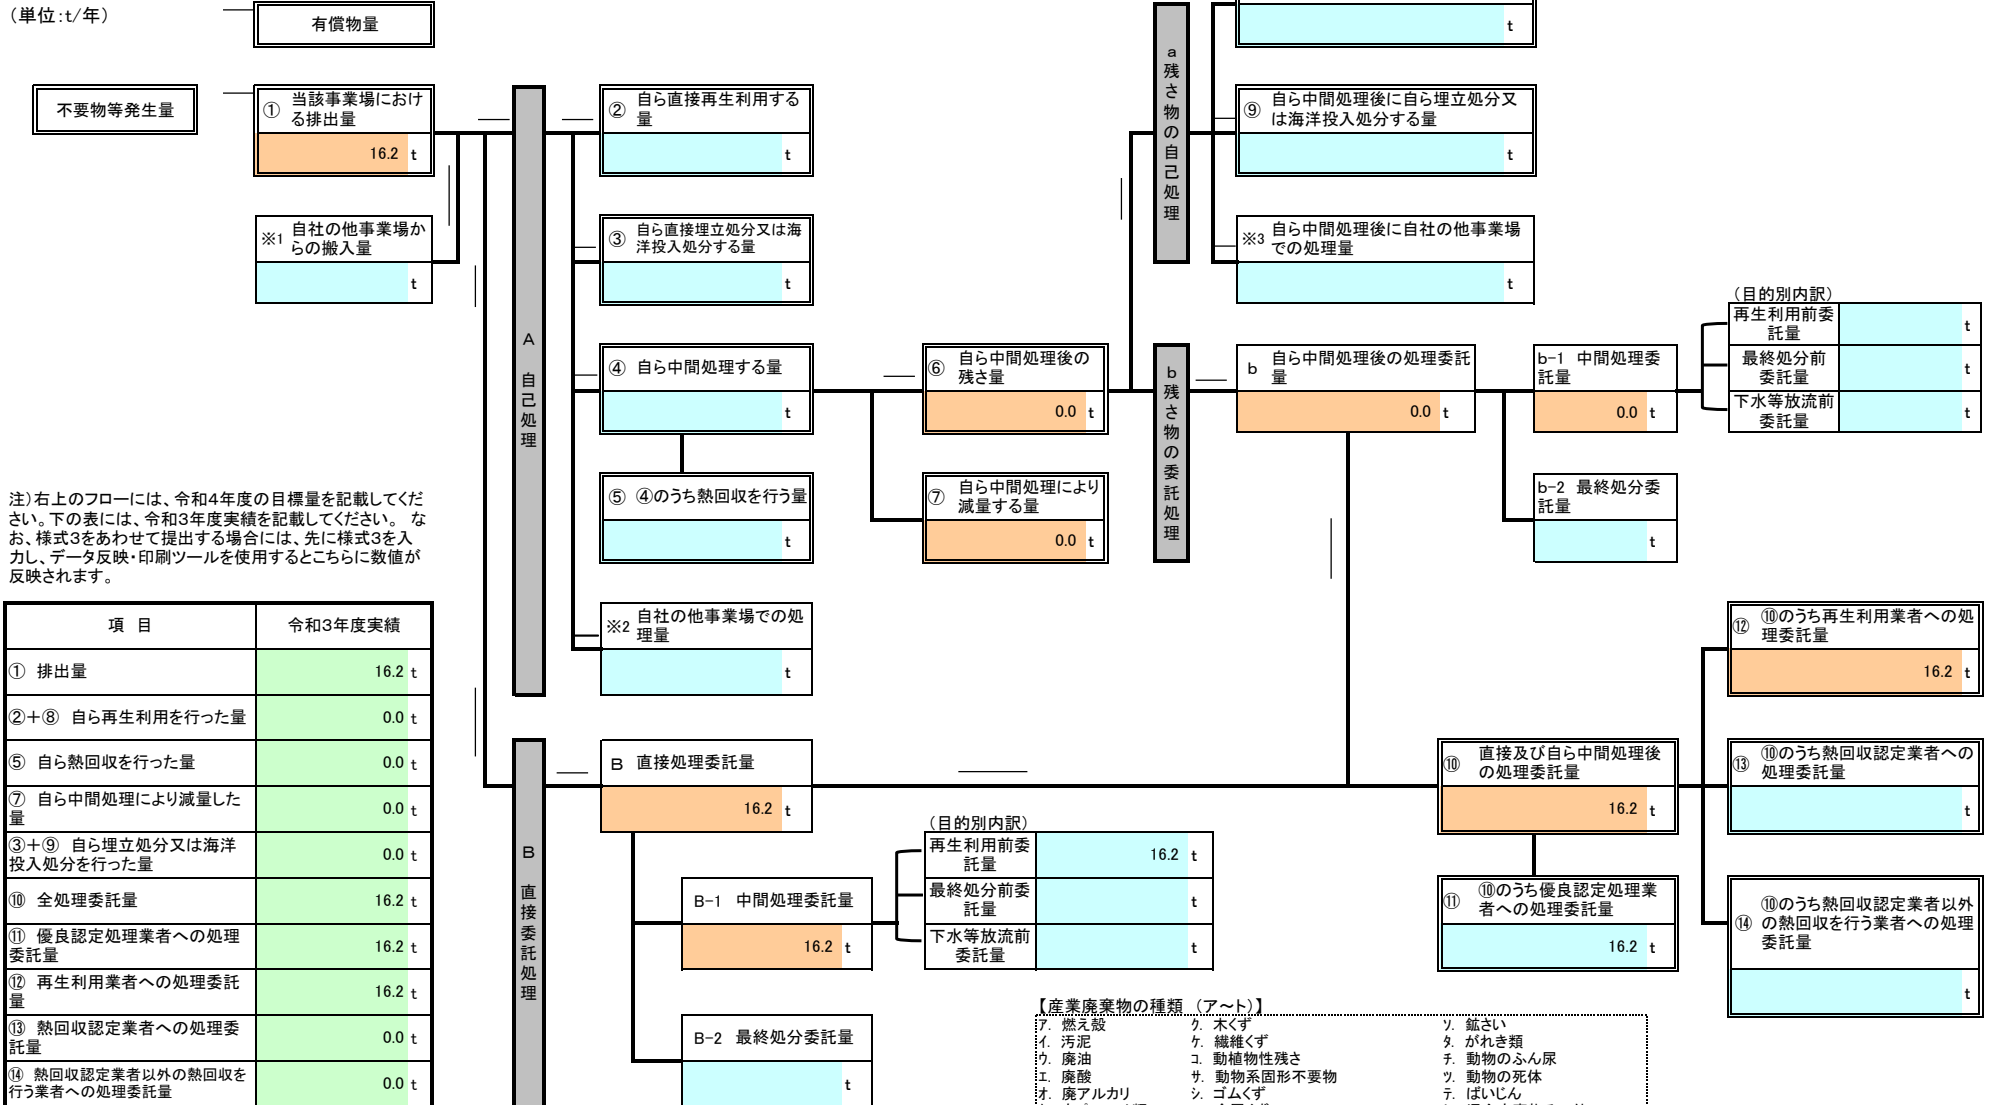 （単位：t/年）
有償物量
t
不要物等発生量
① 当該事業場におけ
る排出量
16.2 t
② 自ら直接再生利用する
量
t
a 残さ物の自己処理
⑨ 自ら中間処理後に自ら埋立処分又
は海洋投入処分する量
t
※1 自社の他事業場か
らの搬入量
t
③ 自ら直接埋立処分又は海
洋投入処分する量
t
※3 自ら中間処理後に自社の他事業場
での処理量
t
A 自己処理
④ 自ら中間処理する量
t
⑥ 自ら中間処理後の
残さ量
0.0 t
b 残さ物の委託処理
b 自ら中間処理後の処理委託
量
0.0 t
b-1 中間処理委
託量
0.0 t
（目的別内訳）
再生利用前委
託量
t
最終処分前
委託量
t
下水等放流前
委託量
t
⑤ ④のうち熱回収を行う量
t
⑦ 自ら中間処理により
減量する量
0.0 t
b-2 最終処分委
託量
t
注）右上のフローには、令和4年度の目標量を記載してくだ
さい。下の表には、令和3年度実績を記載してください。 な
お、様式3をあわせて提出する場合には、先に様式3を入
力し、データ反映・印刷ツールを使用するとこちらに数値が
反映されます。
※2 自社の他事業場での処
理量
t
項 目 令和3年度実績
① 排出量 16.2 t
②＋⑧ 自ら再生利用を行った量 0.0 t
⑤ 自ら熱回収を行った量 0.0 t
⑦ 自ら中間処理により減量した
量 0.0 t
③＋⑨ 自ら埋立処分又は海洋
投入処分を行った量 0.0 t
⑩ 全処理委託量 16.2 t
⑪ 優良認定処理業者への処理
委託量 16.2 t
⑫ 再生利用業者への処理委託
量 16.2 t
⑬ 熱回収認定業者への処理委
託量 0.0 t
⑭ 熱回収認定業者以外の熱回収を
行う業者への処理委託量 0.0 t
B 直接委託処理
B 直接処理委託量
16.2 t
B-1 中間処理委託量
16.2 t
（目的別内訳）
再生利用前委
託量
16.2 t
最終処分前委
託量
t
下水等放流前
委託量
t
B-2 最終処分委託量
t
⑩ 直接及び自ら中間処理後
の処理委託量
16.2 t
⑪ ⑩のうち優良認定処理業
者への処理委託量
16.2 t
⑫ ⑩のうち再生利用業者への処
理委託量
16.2 t
⑬ ⑩のうち熱回収認定業者への
処理委託量
t
⑭ ⑩のうち熱回収認定業者以外
の熱回収を行う業者への処理
委託量
t
【産業廃棄物の種類 （ア～ト）】
ア. 燃え殻 ク. 木くず ソ. 鉱さい
イ. 汚泥 ケ. 繊維くず タ. がれき類
ウ. 廃油 コ. 動植物性残さ チ. 動物のふん尿
エ. 廃酸 サ. 動物系固形不要物 ツ. 動物の死体
オ. 廃アルカリ シ. ゴムくず テ. ばいじん